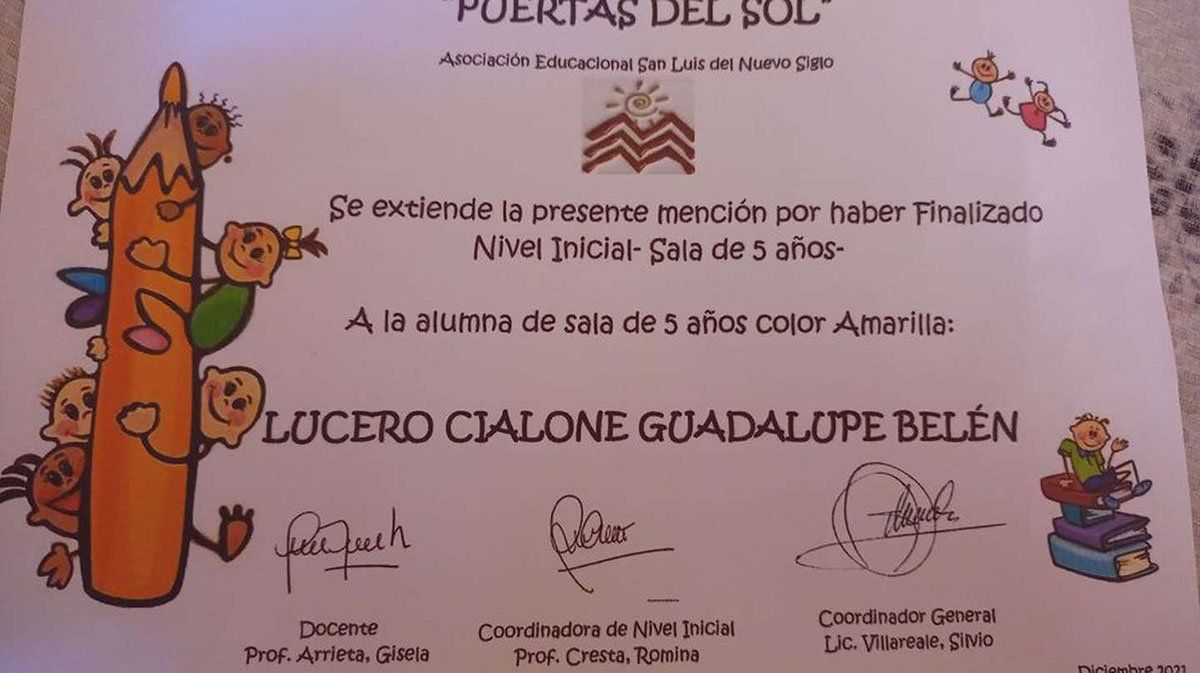 "PUERTAS DEL SOL"
Asociación Educacional San Luis del Nuevo Siglo
Se extiende la presente mención por haber Finalizado
Nivel Inicial- Sala de 5 años-
A la alumna de sala de 5 años color Amarilla:
LUCERO CIALONE GUADALUPE BELÉN
Docente
Prof. Arrieta, Gisela
Coordinadora de Nivel Inicial
Prof. Cresta, Romina
Coordinador General
Lic. Villareale, Silvio
Diciembre 2021